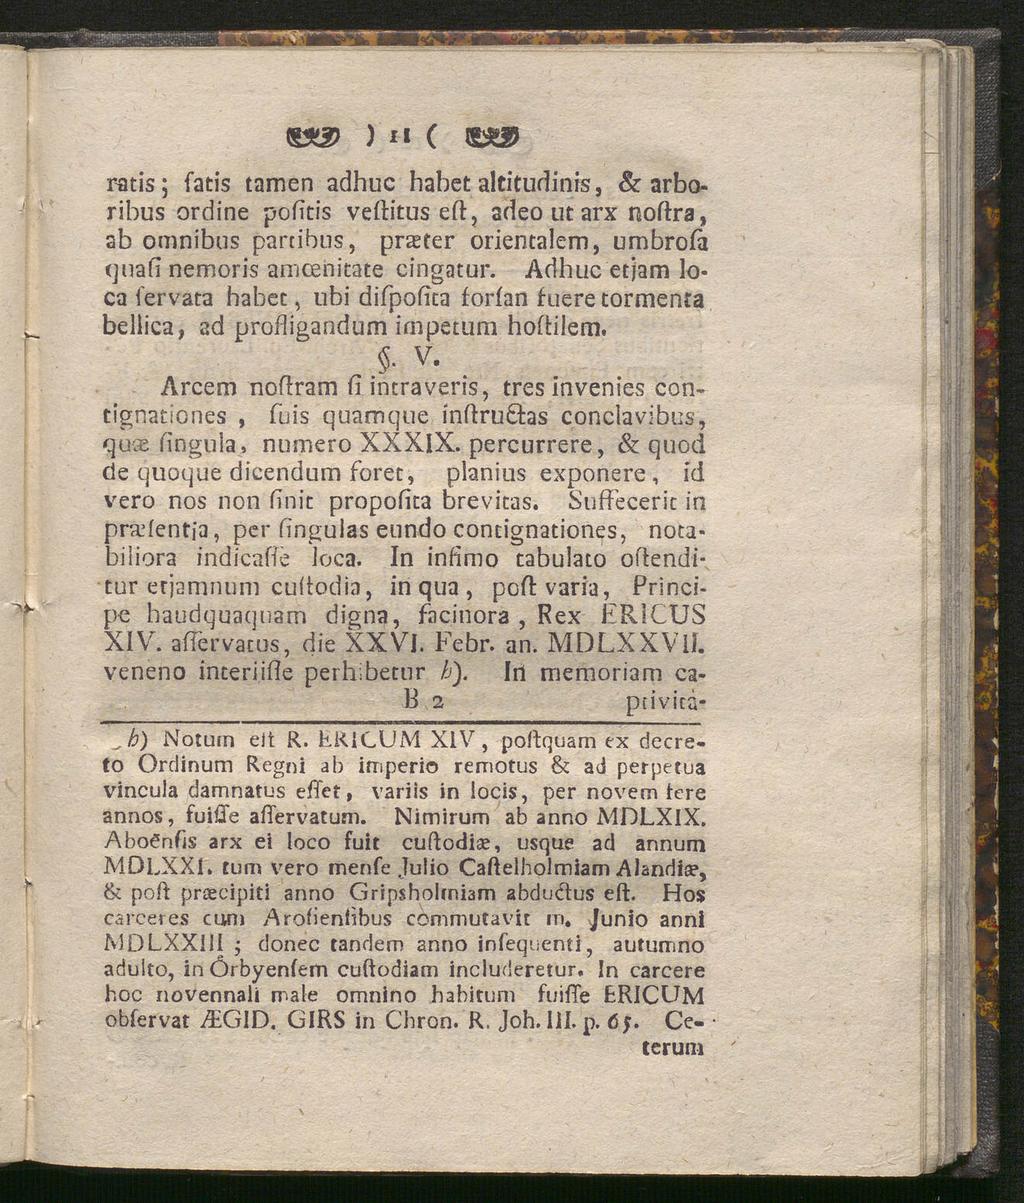 ) 11 (
ratis; ſatis tamen adhuc habet altitudinis, & arbo-
ribus ordine poſitis veſtitus eſt, adeo ut arx noſtra,
ab omnibus partibus, præter orientalem, umbroſa
quaſi nemoris amœnitate cingatur. Adhuc etjam lo-
ca ſervata habet, ubi diſpoſita forſan fuere tormenta
bellica, ad profligandum impetum hoſtilem.
§. V.
Arcem noſtram ſi intraveris, tres invenies con-
tignationes, ſuis quamque inſtructas conclavibus,
quæ ſingula, numero XXXIX. percurrere, & quod
de quoque dicendum foret, planius exponere, id
vero nos non ſinit propoſita brevitas. Suffecerit in
præſentja, per ſingulas eundo contignationes, nota-
biliora indicaſſe loca. In infimo tabulato oſtendi-
tur etjamnum cuſtodia, in qua, poſt varia, Princi-
pe haudquaquam digna, facinora, Rex ERICUS
XIV. aſſervatus, die XXVI. Febr. an. MDLXXVII.
veneno interiiſſe perhibetur h). In memoriam ca-
B 2 ptivita-
h) Notum eſt R. ERICUM XIV, poſtquam ex decre-
to Ordinum Regni ab imperio remotus & ad perpetua
vincula damnatus eſſet, variis in locis, per novem fere
annos, fuiſſe aſſervatum. Nimirum ab anno MDLXIX.
Aboënſis arx ei loco fuit cuſtodiæ, usque ad annum
MDLXXI. tum vero menſe Julio Caſtelholmiam Alandiæ,
& poſt præcipiti anno Gripsholmiam abductus eſt. Hos
carceres cum Aroſienſibus commutavit m. Junio anni
MDLXXIII; donec tandem anno inſequenti, autumno
adulto, in Örbyenſem cuſtodiam includeretur. In carcere
hoc novennali male omnino habitum fuiſſe ERICUM
obſervat ÆGID. GIRS in Chron. R. Joh. III. p. 65. Ce-
terum